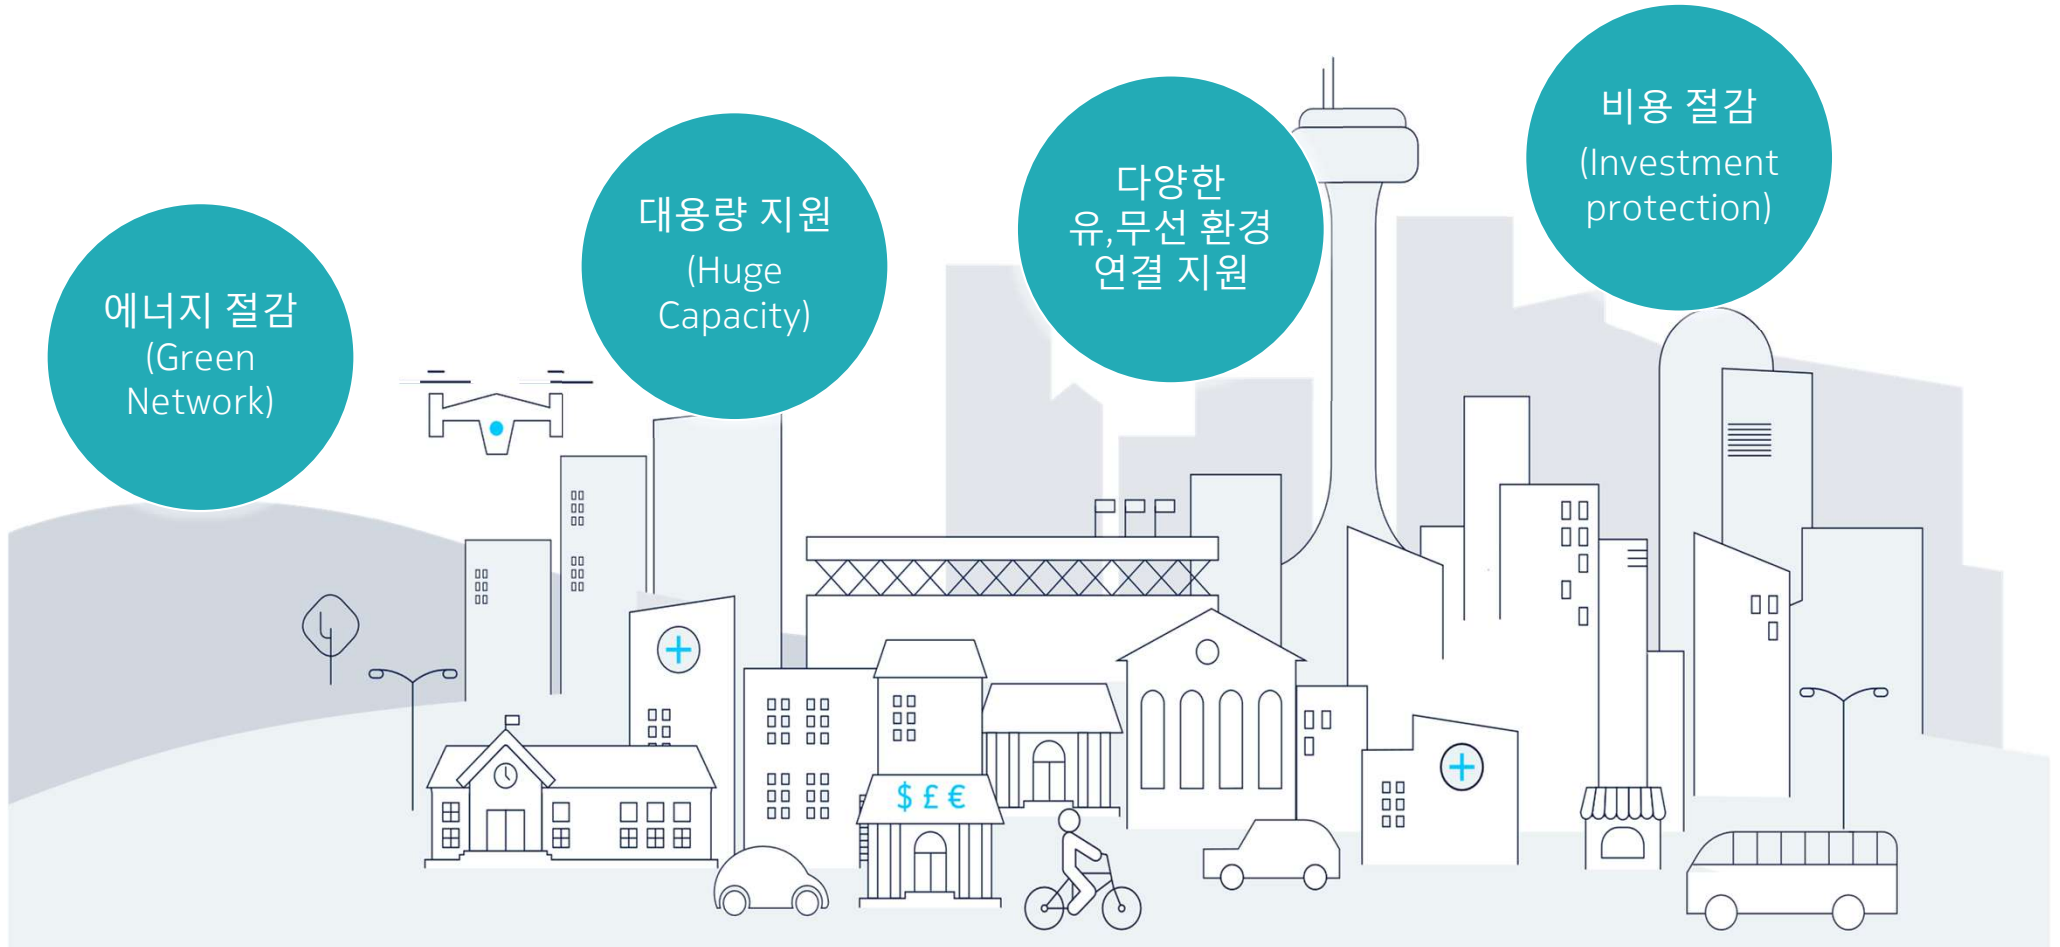 에너지 절감
(Green
Network)
대용량 지원
(Huge
Capacity)
다양한
유,무선 환경
연결 지원
비용 절감
(Investment
protection)
$ £ €